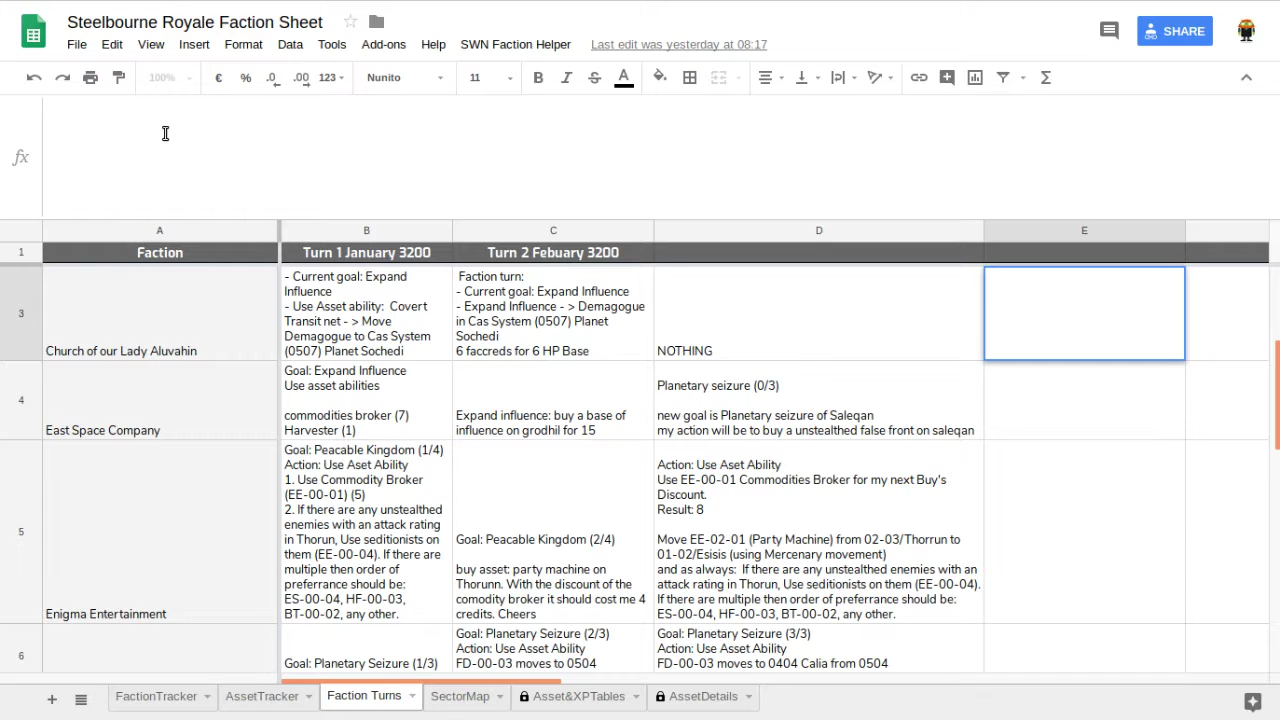 Steelbourne Royale Faction Sheet
File Edit View Insert Format Data Tools Add-ons Help SWN Faction Helper Last edit was yesterday at 08:17
SHARE
100% € % .0 .00 123 Nunito 11 B I S A Σ
fx
A B C D E
1 Faction Turn 1 January 3200 Turn 2 Febuary 3200
3
Church of our Lady Aluvahin
- Current goal: Expand
Influence
- Use Asset ability: Covert
Transit net - > Move
Demagogue to Cas System
(0507) Planet Sochedi
Faction turn:
- Current goal: Expand Influence
- Expand Influence - > Demagogue
in Cas System (0507) Planet
Sochedi
6 faccreds for 6 HP Base
NOTHING
4
East Space Company
Goal: Expand Influence
Use asset abilities
commodities broker (7)
Harvester (1)
Expand influence: buy a base of
influence on grodhil for 15
Planetary seizure (0/3)
new goal is Planetary seizure of Saleqan
my action will be to buy a unstealthed false front on saleqan
5
Enigma Entertainment
Goal: Peacable Kingdom (1/4)
Action: Use Aset Ability
1. Use Commodity Broker
(EE-00-01) (5)
2. If there are any unstealthed
enemies with an attack rating
in Thorun, Use seditionists on
them (EE-00-04). If there are
multiple then order of
preferrance should be:
ES-00-04, HF-00-03,
BT-00-02, any other.
Goal: Peacable Kingdom (2/4)
buy asset: party machine on
Thorunn. With the discount of the
comodity broker it should cost me 4
credits. Cheers
Action: Use Aset Ability
Use EE-00-01 Commodities Broker for my next Buy's
Discount.
Result: 8
Move EE-02-01 (Party Machine) from 02-03/Thorrun to
01-02/Esisis (using Mercenary movement)
and as always: If there are any unstealthed enemies with an
attack rating in Thorun, Use seditionists on them (EE-00-04).
If there are multiple then order of preferrance should be:
ES-00-04, HF-00-03, BT-00-02, any other.
6
Goal: Planetary Seizure (1/3)
Goal: Planetary Seizure (2/3)
Action: Use Asset Ability
FD-00-03 moves to 0504
Goal: Planetary Seizure (3/3)
Action: Use Asset Ability
FD-00-03 moves to 0404 Calia from 0504
FactionTracker AssetTracker Faction Turns SectorMap Asset&XPTables AssetDetails